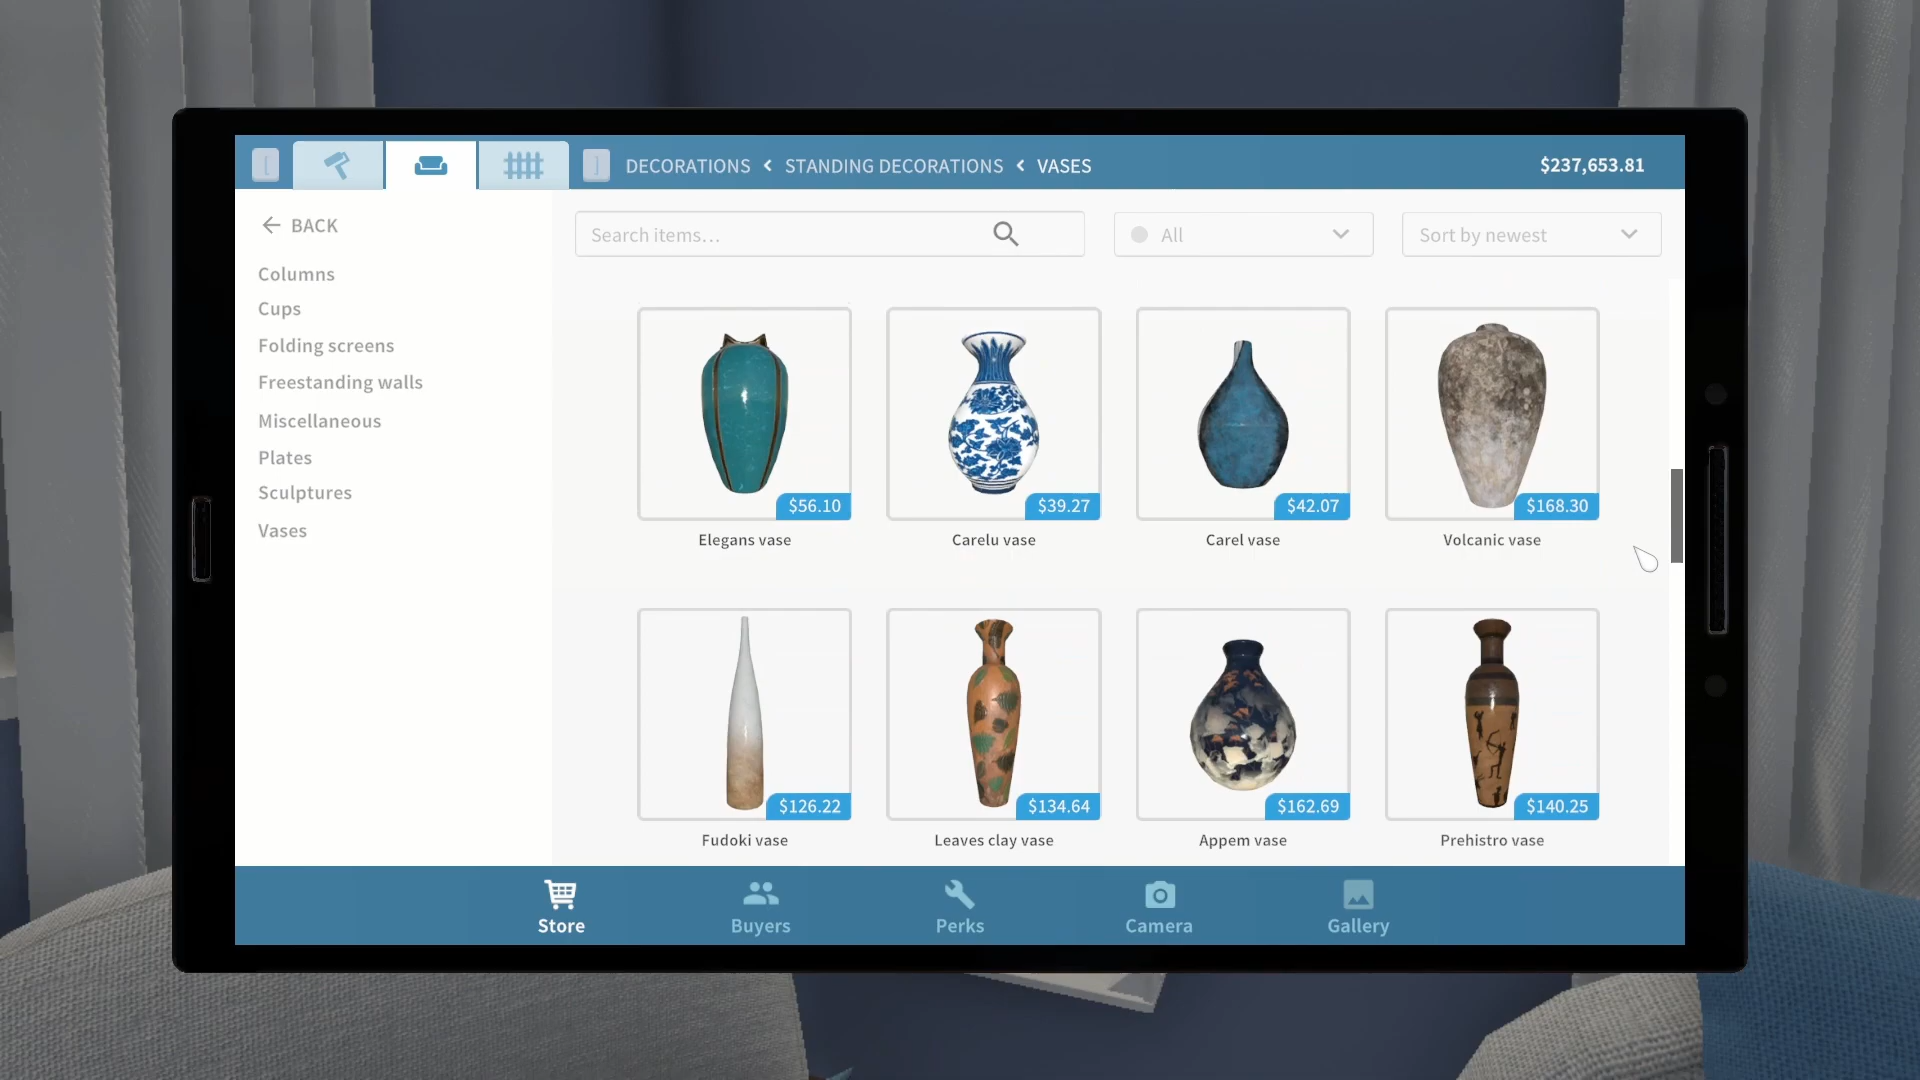 [
]
DECORATIONS < STANDING DECORATIONS < VASES
$237,653.81
BACK
Columns
Cups
Folding screens
Freestanding walls
Miscellaneous
Plates
Sculptures
Vases
Search items...
All
Sort by newest
$56.10
Elegans vase
$39.27
Carelu vase
$42.07
Carel vase
$168.30
Volcanic vase
$126.22
Fudoki vase
$134.64
Leaves clay vase
$162.69
Appem vase
$140.25
Prehistro vase
Store
Buyers
Perks
Camera
Gallery